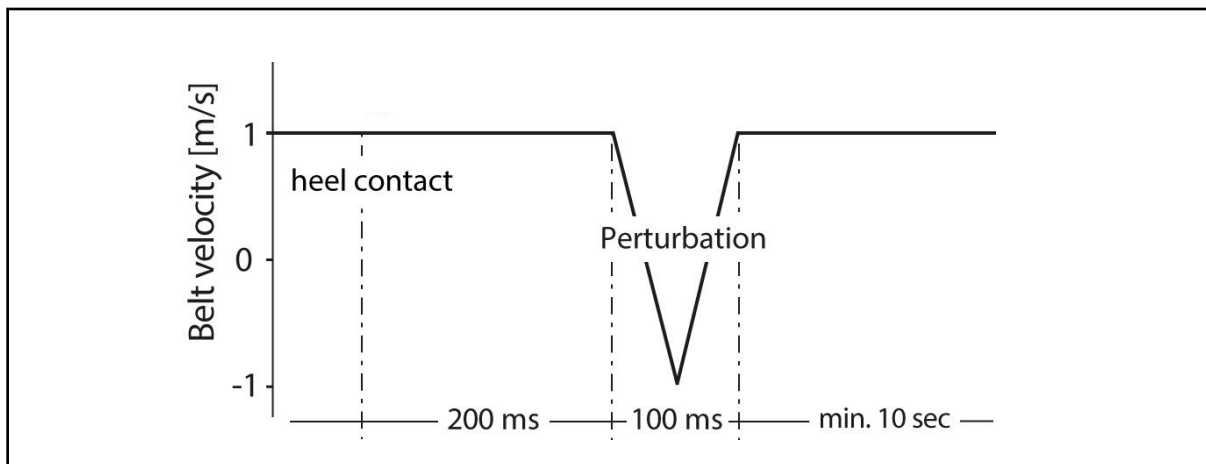 Belt velocity [m/s]
1
0
-1
heel contact
Perturbation
200 ms
100 ms
min. 10 sec